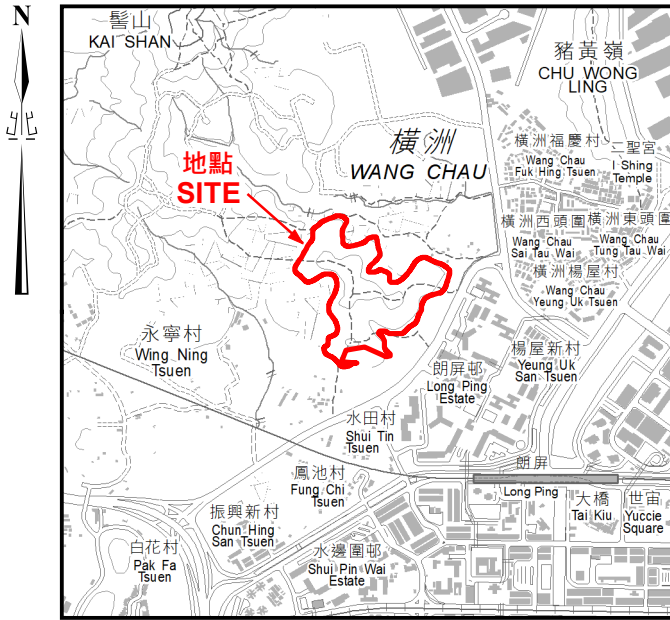 N
髻山
KAI SHAN
豬黃嶺
CHU WONG
LING
橫洲
WANG CHAU
橫洲福慶村
Wang Chau
Fuk Hing Tsuen
二聖宮
I Shing
Temple
地點
SITE
橫洲西頭圍
Wang Chau
Sai Tau Wai
橫洲東頭圍
Wang Chau
Tung Tau Wai
橫洲楊屋村
Wang Chau
Yeung Uk Tsuen
永寧村
Wing Ning
Tsuen
楊屋新村
Yeung Uk
San Tsuen
朗屏邨
Long Ping
Estate
水田村
Shui Tin
Tsuen
朗屏
Long Ping
鳳池村
Fung Chi
Tsuen
大橋
Tai Kiu
世宙
Yuccie
Square
振興新村
Chun Hing
San Tsuen
白花村
Pak Fa
Tsuen
水邊圍邨
Shui Pin Wai
Estate